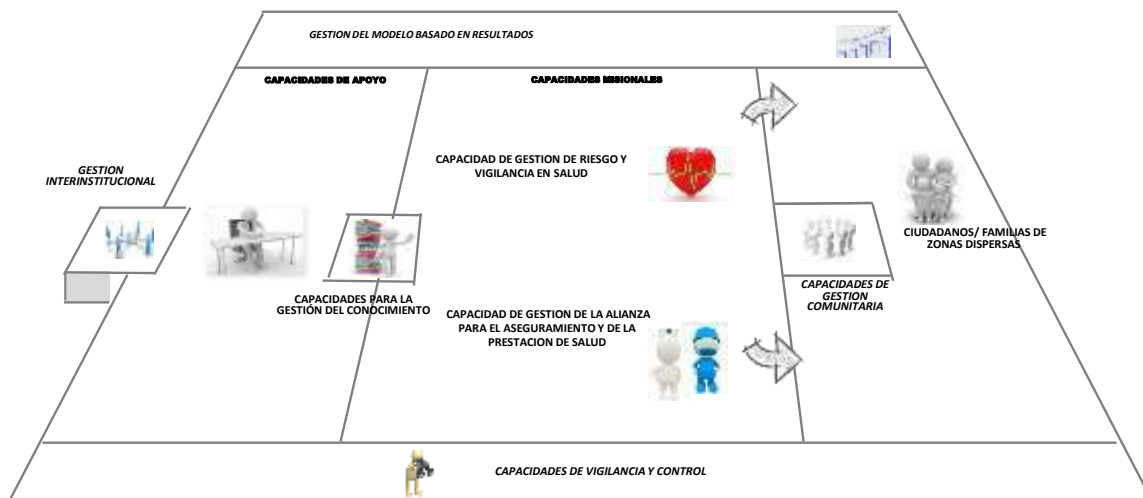 GESTION DEL MODELO BASADO EN RESULTADOS
CAPACIDADES DE APOYO
CAPACIDADES MISIONALES
CAPACIDAD DE GESTION DE RIESGO Y
VIGILANCIA EN SALUD
GESTION
INTERINSTITUCIONAL
CIUDADANOS/ FAMILIAS DE
ZONAS DISPERSAS
CAPACIDADES PARA LA
GESTIÓN DEL CONOCIMIENTO
CAPACIDADES DE
GESTION
COMUNITARIA
CAPACIDAD DE GESTION DE LA ALIANZA
PARA EL ASEGURAMIENTO Y DE LA
PRESTACION DE SALUD
CAPACIDADES DE VIGILANCIA Y CONTROL